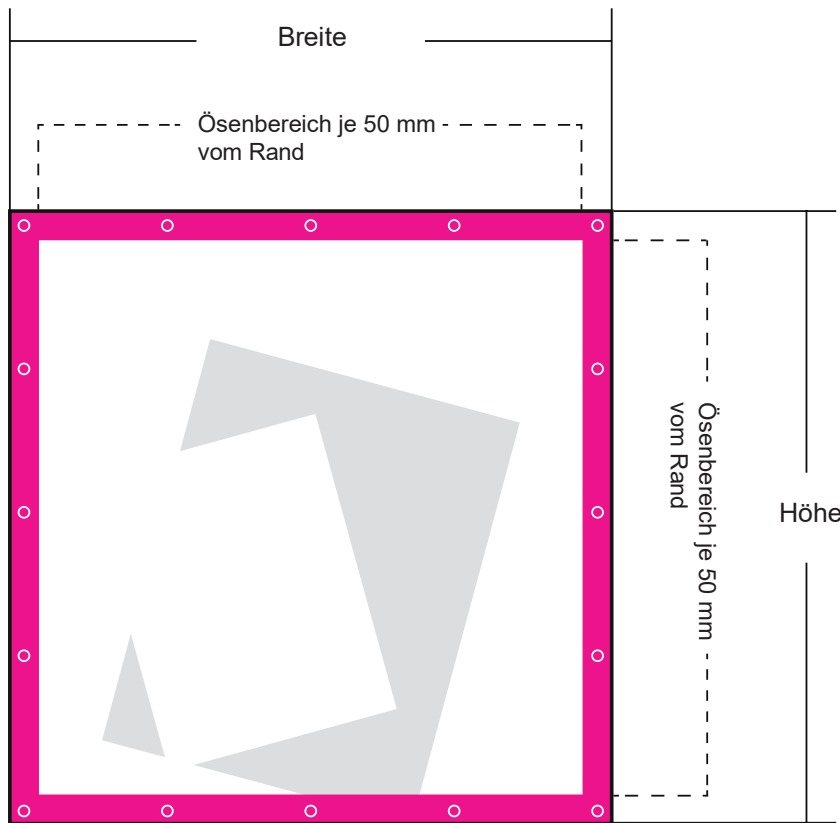 Breite
Ösenbereich je 50 mm
vom Rand
Ösenbereich je 50 mm
vom Rand
Höhe